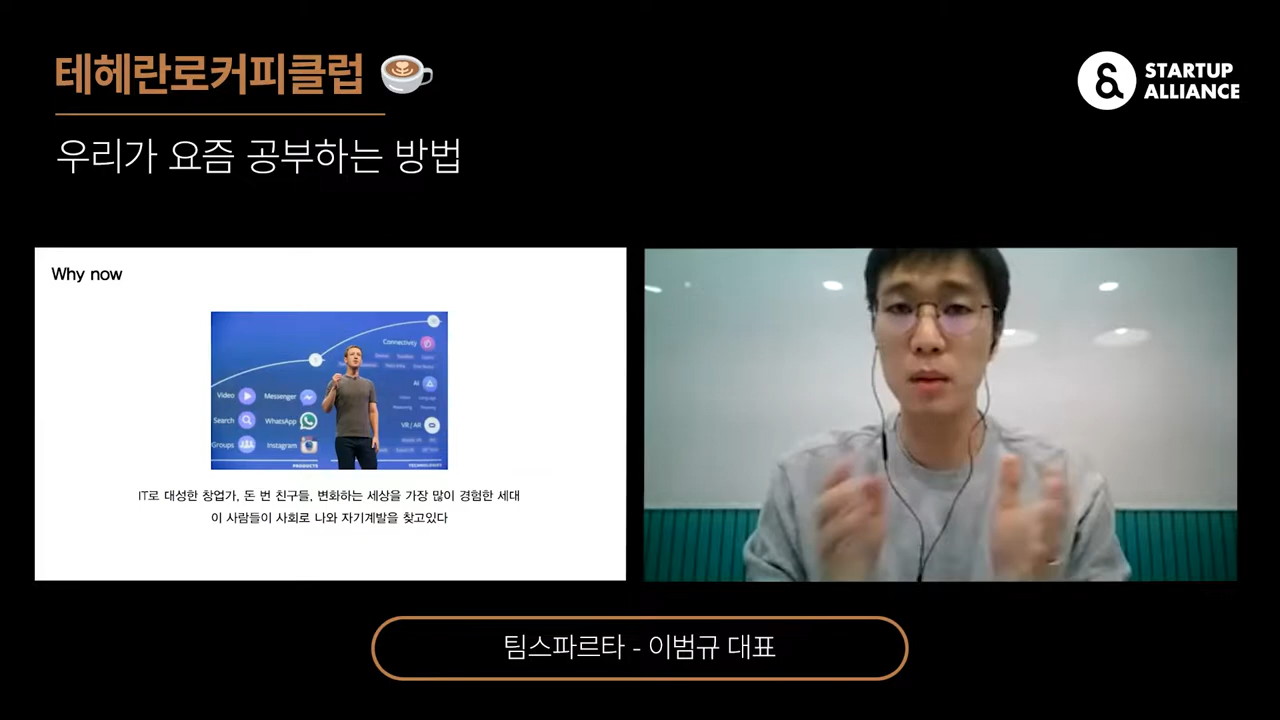 테헤란로커피클럽
STARTUP
ALLIANCE
우리가 요즘 공부하는 방법
Why now
Connectivity
Video
Messenger
AI
Search
WhatsApp
VR / AR
Groups
Instagram
PRODUCTS
TECHNOLOGIES
IT로 대성한 창업가, 돈 번 친구들, 변화하는 세상을 가장 많이 경험한 세대
이 사람들이 사회로 나와 자기계발을 찾고있다
팀스파르타 - 이범규 대표